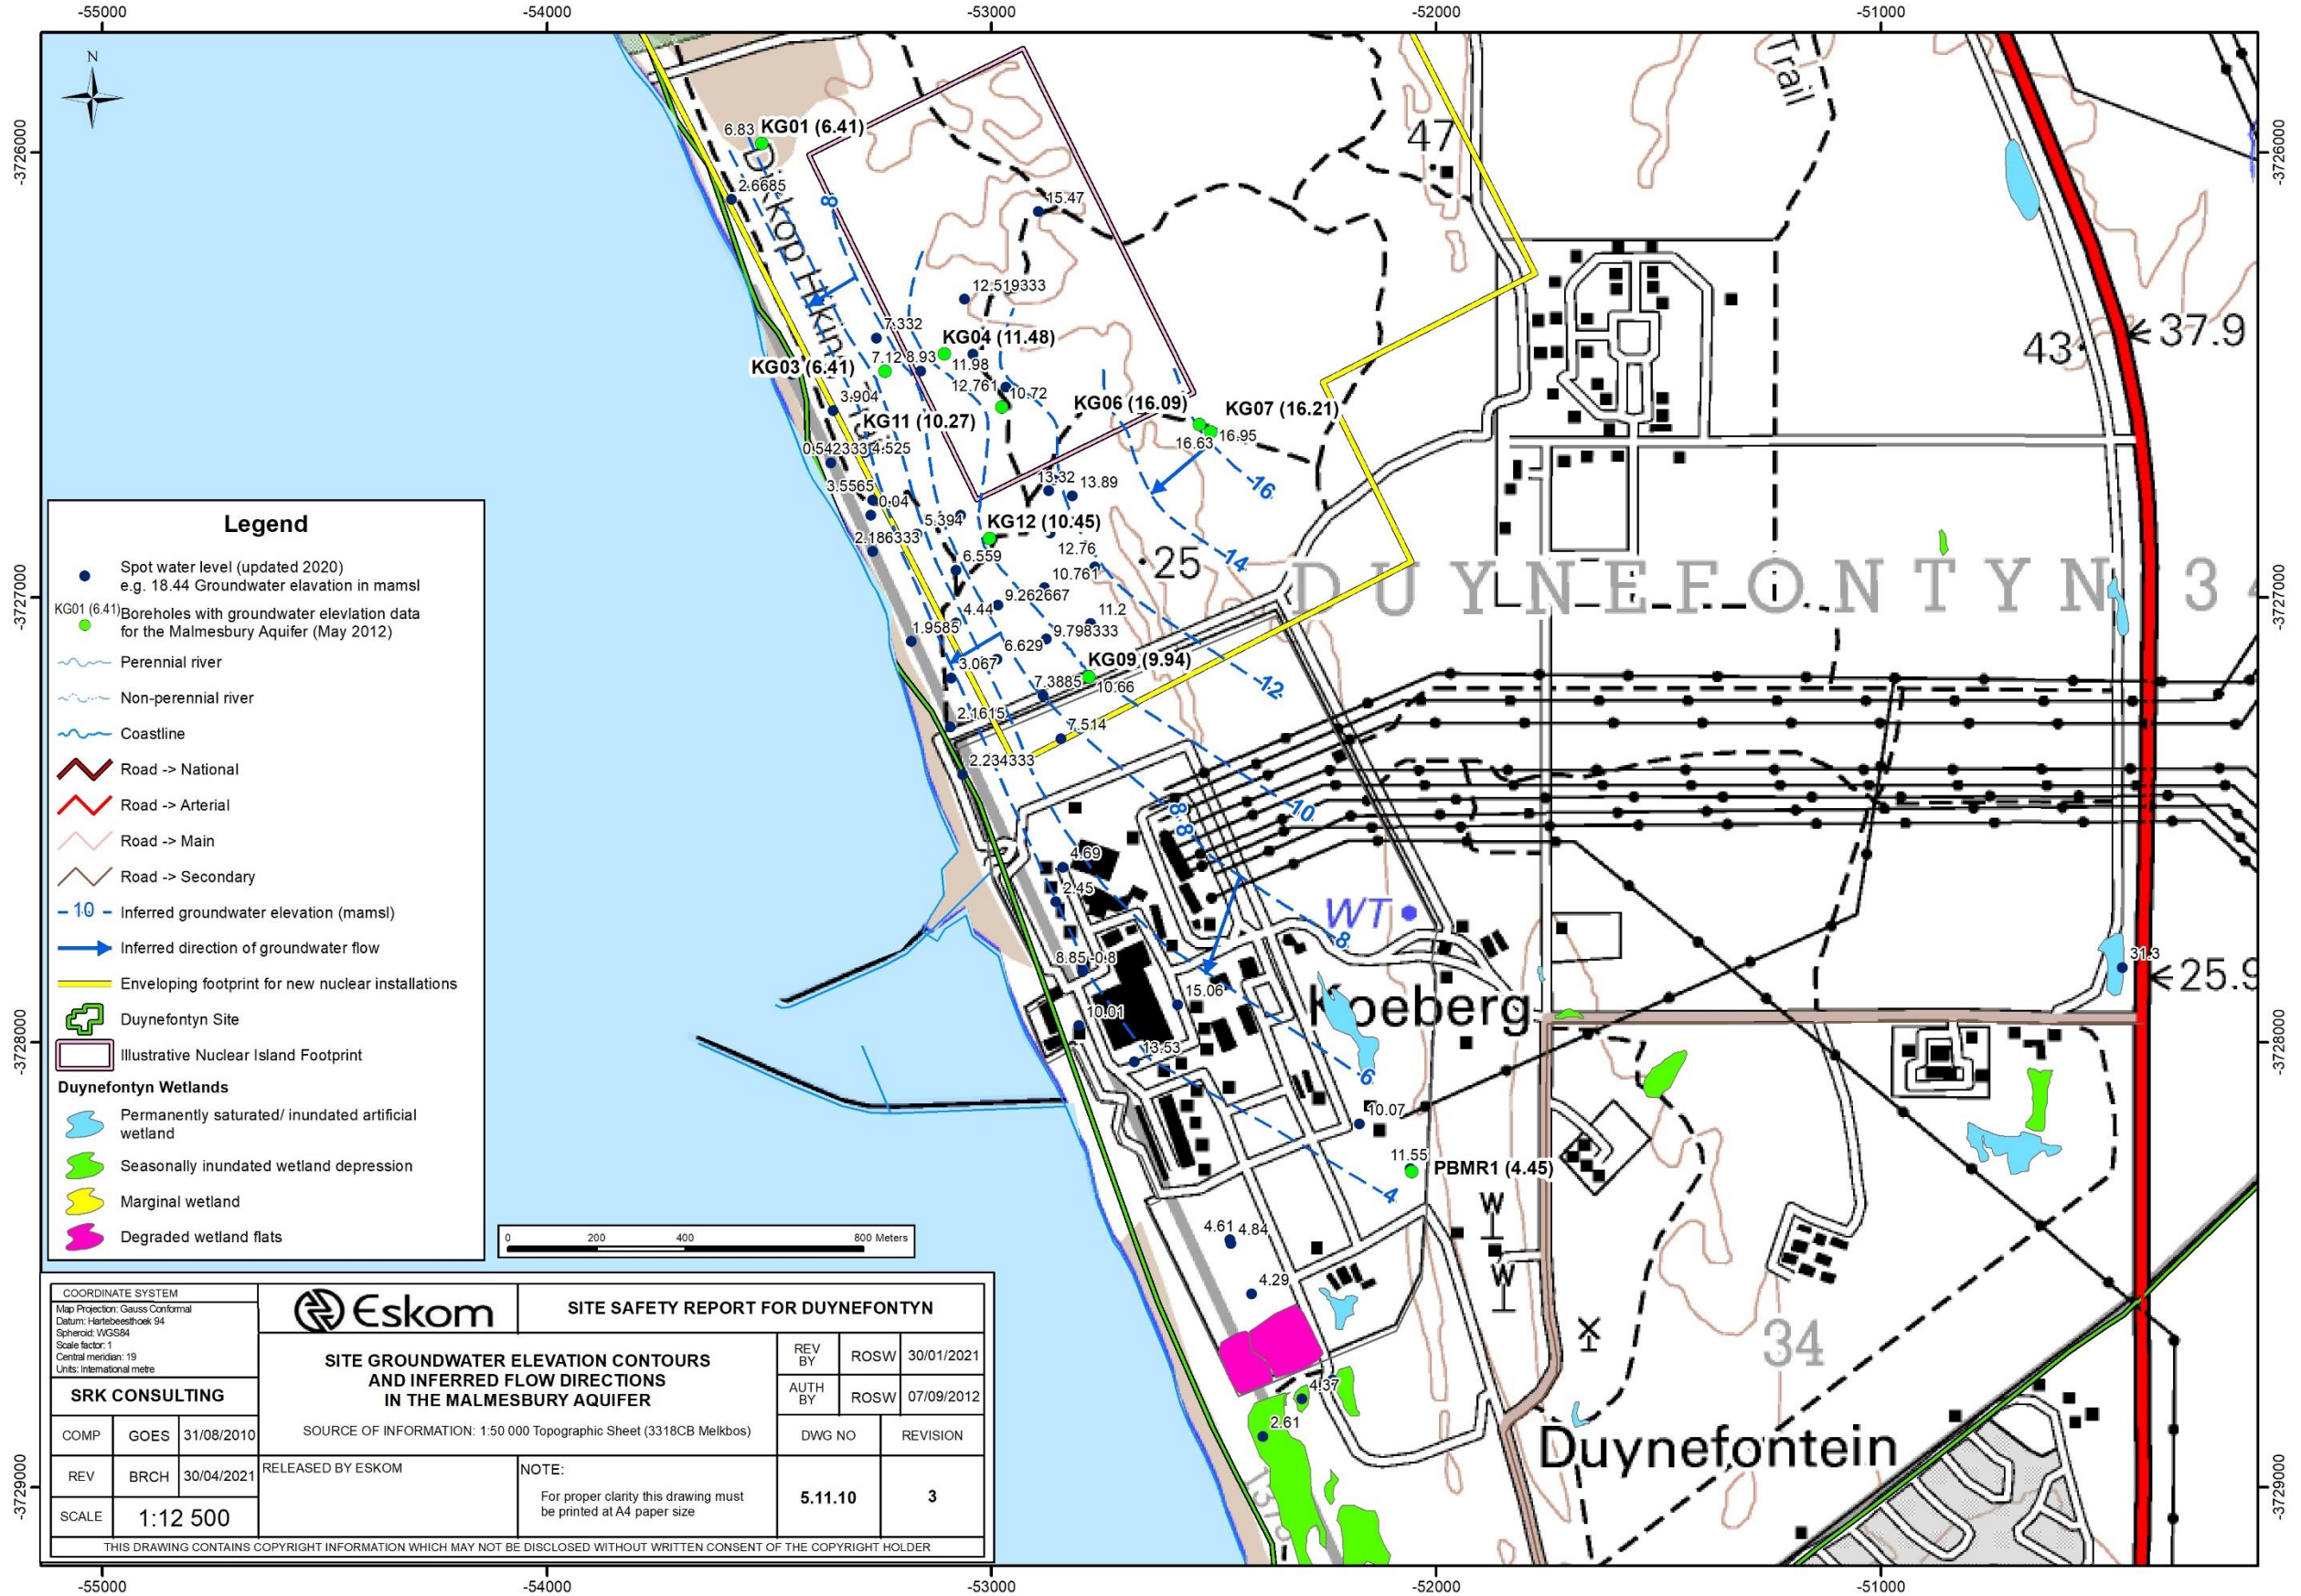 -55000
-54000
-53000
-52000
-51000
N
-3726000
-3726000
-3727000
-3727000
-3728000
-3728000
-3729000
-3729000
Trail
6.83
KG01 (6.41)
47
2.6685
8
15.47
12.519333
7.332
KG04 (11.48)
43
37.9
KG03 (6.41)
7.12
8.93
11.98
12.761
10.72
3.904
KG06 (16.09)
KG07 (16.21)
KG11 (10.27)
16.63
16.95
0.542333
4.525
13.32
13.89
16
3.5565
0.04
5.394
KG12 (10.45)
2.186333
6.559
12.76
25
14
10.761
DUYNEFONTYN 34
9.262667
4.44
11.2
1.9585
9.798333
6.629
3.067
KG09 (9.94)
7.3885
10.66
12
2.1615
7.514
2.234333
10
8.8
4.69
2.45
WT
8
8.85
-0.8
31.3
25.9
15.06
Koeberg
10.01
13.53
6
10.07
11.55
PBMR1 (4.45)
4
W
4.61
4.84
W
4.29
34
4.37
2.61
Duynefontein
Legend
Spot water level (updated 2020)
e.g. 18.44 Groundwater elavation in mamsl
KG01 (6.41)
Boreholes with groundwater elevlation data
for the Malmesbury Aquifer (May 2012)
Perennial river
Non-perennial river
Coastline
Road -> National
Road -> Arterial
Road -> Main
Road -> Secondary
10
Inferred groundwater elevation (mamsl)
Inferred direction of groundwater flow
Enveloping footprint for new nuclear installations
Duynefontyn Site
Illustrative Nuclear Island Footprint
Duynefontyn Wetlands
Permanently saturated/ inundated artificial
wetland
Seasonally inundated wetland depression
Marginal wetland
Degraded wetland flats
0 200 400 800 Meters
COORDINATE SYSTEM
Map Projection: Gauss Conformal
Datum: Hartebeesthoek 94
Spheroid: WGS84
Scale factor: 1
Central meridian: 19
Units: International metre
SRK CONSULTING
COMP GOES 31/08/2010
REV BRCH 30/04/2021
SCALE 1:12 500
Eskom
SITE SAFETY REPORT FOR DUYNEFONTYN
SITE GROUNDWATER ELEVATION CONTOURS
AND INFERRED FLOW DIRECTIONS
IN THE MALMESBURY AQUIFER
SOURCE OF INFORMATION: 1:50 000 Topographic Sheet (3318CB Melkbos)
REV BY ROSW 30/01/2021
AUTH BY ROSW 07/09/2012
DWG NO REVISION
5.11.10 3
RELEASED BY ESKOM
NOTE:
For proper clarity this drawing must
be printed at A4 paper size
THIS DRAWING CONTAINS COPYRIGHT INFORMATION WHICH MAY NOT BE DISCLOSED WITHOUT WRITTEN CONSENT OF THE COPYRIGHT HOLDER
-55000
-54000
-53000
-52000
-51000